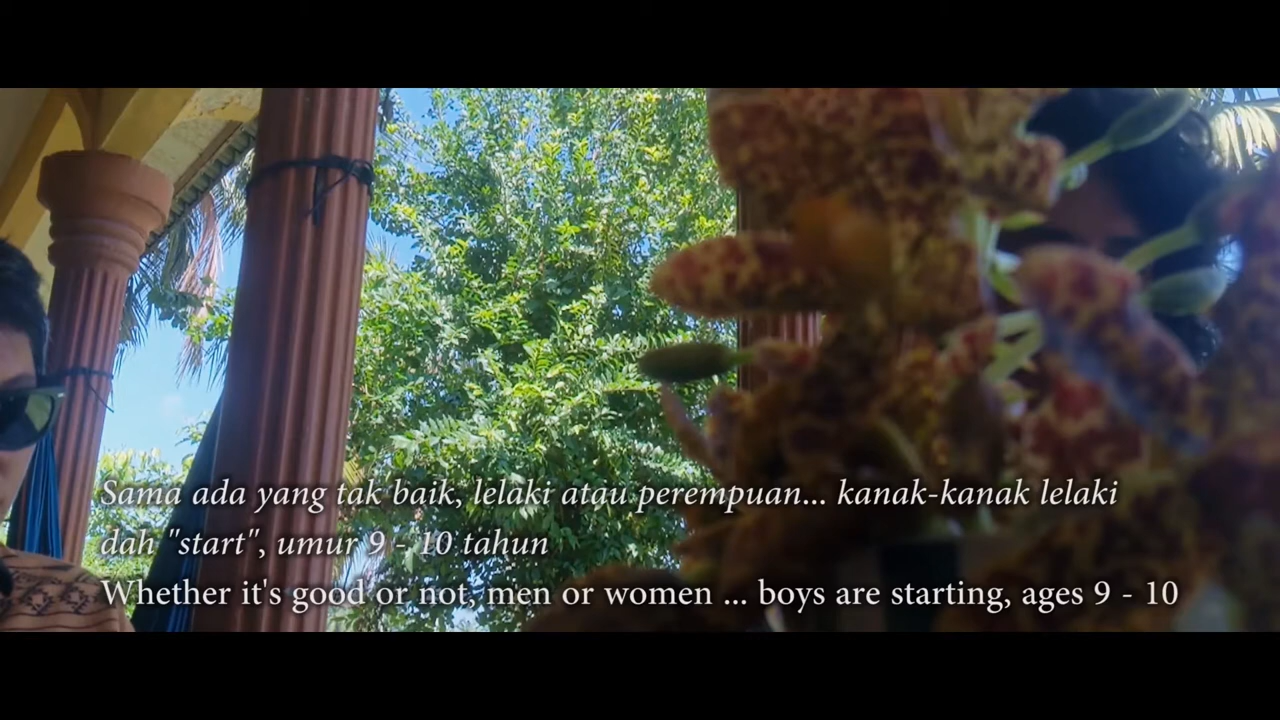 Sama ada yang tak baik, lelaki atau perempuan... kanak-kanak lelaki
dah "start", umur 9 - 10 tahun
Whether it's good or not, men or women ... boys are starting, ages 9 - 10